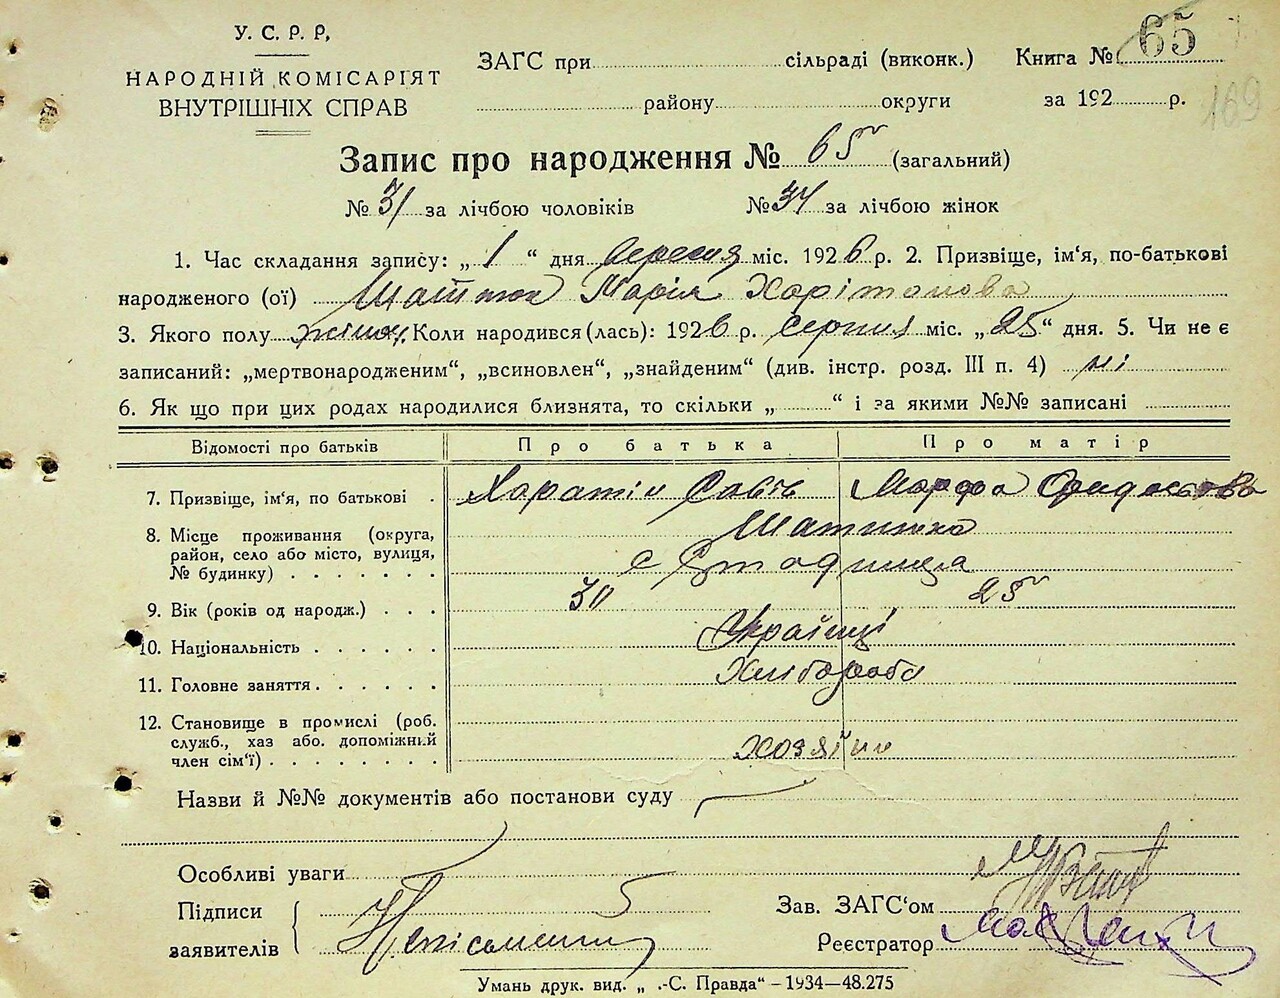 У. С. Р. Р,
НАРОДНІЙ КОМІСАРІЯТ
ВНУТРІШНІХ СПРАВ
ЗАГС при сільраді (виконк.) Книга № 65
району округи за 192 р.
169
Запис про народження № 65 (загальний)
№ 31 за лічбою чоловіків № 34 за лічбою жінок
1. Час складання запису: „ 1 “ дня Вересня міс. 1926 р. 2. Призвіще, ім'я, по-батькові
народженого (ої) Марія Харітонова
3. Якого полу жіноч. Коли народився (лась): 1926 р. серпня міс. „25“ дня. 5. Чи не є
записаний: „мертвонародженим“, „всиновлен“, „знайденим“ (див. інстр. розд. III п. 4) ні
6. Як що при цих родах народилися близнята, то скільки „ “ і за якими №№ записані
Відомості про батьків Про батька Про матір
7. Призвіще, ім'я, по батькові . Харатін Савів Марфа
8. Місце проживання (округа,
район, село або місто, вулиця,
№ будинку) . . . . . . . с Стадниця
9. Вік (років од народж.) . . . 30 25
10. Національність . . . . . . Українці
11. Головне заняття . . . . . . Хлібороби
12. Становище в промислі (роб.
служб., хаз або. допоміжний
член сім'ї) . . . . . . . . хозяїни
Назви й №№ документів або постанови суду
Особливі уваги
Підписи
заявителів Непісьменни
Зав. ЗАГС'ом
Реєстратор
Умань друк. вид. „ .-С. Правда“ – 1934—48.275